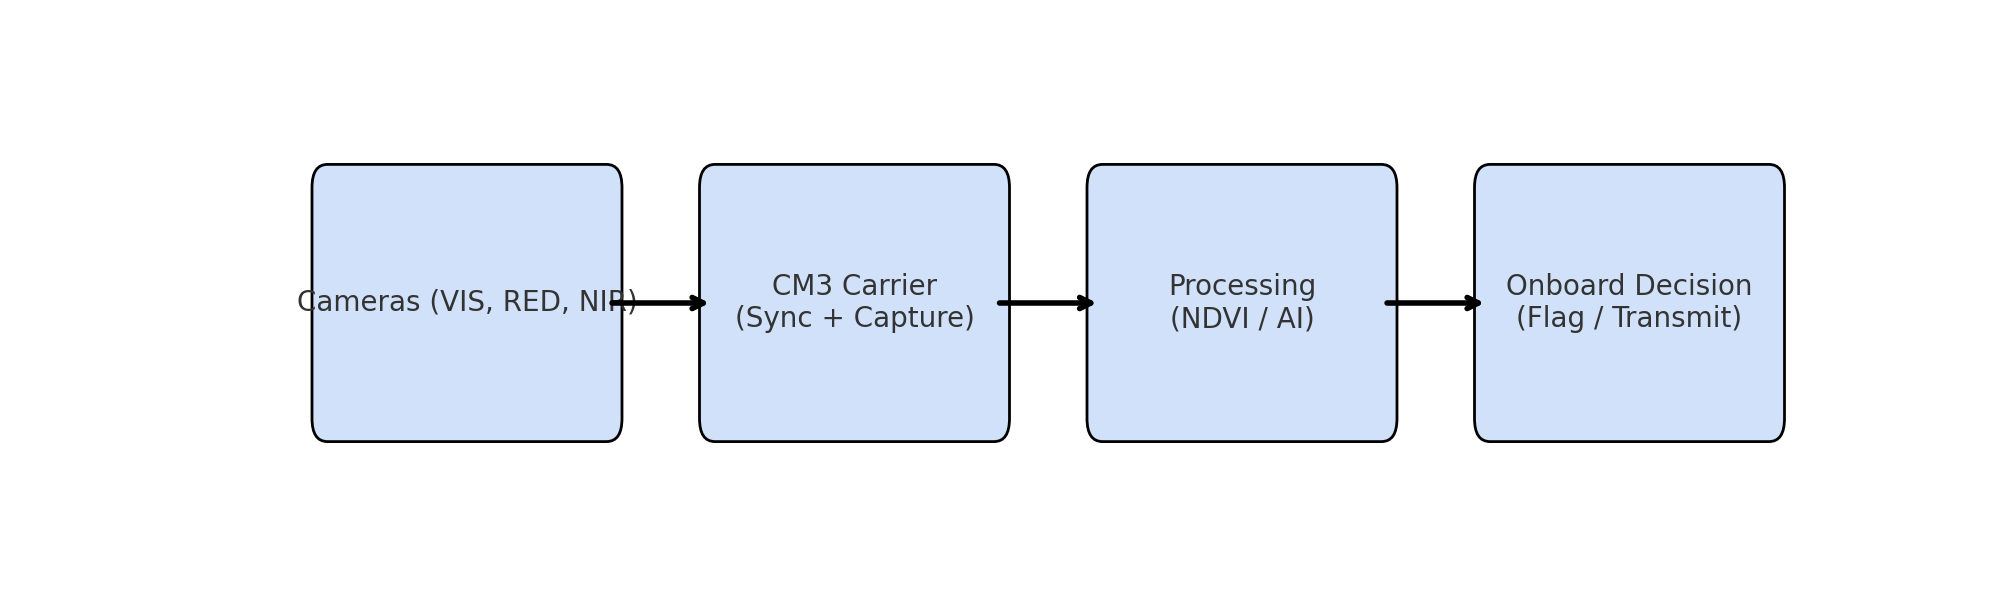 Cameras (VIS, RED, NIR)
CM3 Carrier
(Sync + Capture)
Processing
(NDVI / AI)
Onboard Decision
(Flag / Transmit)